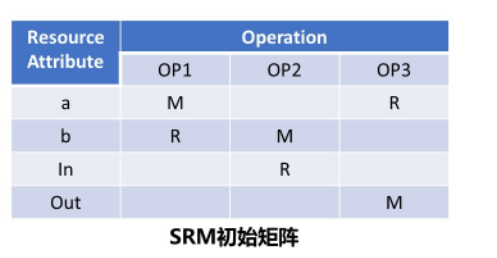 Resource Attribute Operation
OP1 OP2 OP3
a M R
b R M
In R
Out M
SRM初始矩阵